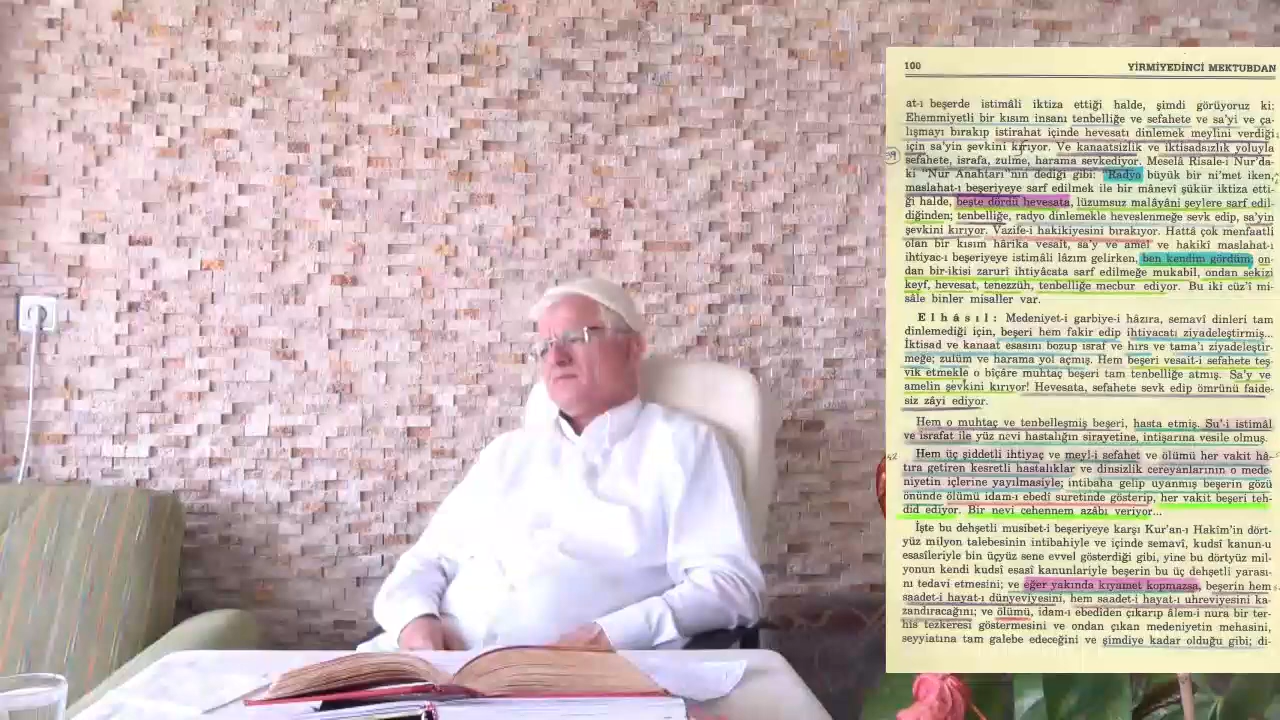 100 YİRMİYEDİNCİ MEKTUBDAN
at-ı beşerde istimâli iktiza ettiği halde, şimdi görüyoruz ki:
Ehemmiyetli bir kısım insanı tenbelliğe ve sefahete ve sa'yi ve ça-
lışmayı bırakıp istirahat içinde hevesatı dinlemek meylini verdiği
için sa'yin şevkini kırıyor. Ve kanaatsizlik ve iktisadsızlık yoluyla
sefahete, israfa, zulme, harama sevkediyor. Meselâ Risale-i Nur'da-
ki "Nur Anahtarı"nın dediği gibi: "Radyo büyük bir ni'met iken,
maslahat-ı beşeriyeye sarf edilmek ile bir mânevi şükür iktiza etti-
ği halde, beşte dördü hevesata, lüzumsuz malâyâni şeylere sarf edil-
diğinden; tenbelliğe, radyo dinlemekle heveslenmeğe sevk edip, sa'yin
şevkini kırıyor. Vazife-i hakikiyesini bırakıyor. Hattâ çok menfaatli
olan bir kısım hârika vesait, sa'y ve amel ve hakikî maslahat-ı
ihtiyac-ı beşeriyeye istimâli lâzım gelirken, ben kendim gördüm; on-
dan bir-ikisi zarurî ihtiyâcata sarf edilmeğe mukabil, ondan sekizi
keyf, hevesat, tenezzüh, tenbelliğe mecbur ediyor. Bu iki cüz'î mi-
sâle binler misaller var.
Elhâsıl: Medeniyet-i garbiye-i hâzıra, semavî dinleri tam
dinlemediği için, beşeri hem fakir edip ihtiyacatı ziyadeleştirmiş...
İktisad ve kanaat esasını bozup israf ve hırs ve tama'ı ziyadeleştir-
meğe; zulüm ve harama yol açmış. Hem beşeri vesait-i sefahete teş-
vik etmekle o bîçâre muhtaç beşeri tam tenbelliğe atmış. Sa'y ve
amelin şevkini kırıyor! Hevesata, sefahete sevk edip ömrünü faide-
siz zâyi ediyor.
Hem o muhtaç ve tenbelleşmiş beşeri, hasta etmiş. Su'-i istimâl
ve israfat ile yüz nevi hastalığın sirayetine, intişarına vesile olmuş.
Hem üç şiddetli ihtiyaç ve meyl-i sefahet ve ölümü her vakit hâ-
tıra getiren kesretli hastalıklar ve dinsizlik cereyanlarının o mede-
niyetin içlerine yayılmasiyle; intibaha gelip uyanmış beşerin gözü
önünde ölümü idam-ı ebedî suretinde gösterip, her vakit beşeri teh-
did ediyor. Bir nevi cehennem azâbı veriyor...
İşte bu dehşetli musibet-i beşeriyeye karşı Kur'an-ı Hakîm'in dört-
yüz milyon talebesinin intibahiyle ve içinde semavî, kudsî kanun-u
esasîleriyle bin üçyüz sene evvel gösterdiği gibi, yine bu dörtyüz mil-
yonun kendi kudsî esasî kanunlariyle beşerin bu üç dehşetli yarası-
nı tedavi etmesini; ve eğer yakında kıyamet kopmazsa, beşerin hem
saadet-i hayat-ı dünyeviyesini, hem saadet-i hayat-ı uhreviyesini ka-
zandıracağını; ve ölümü, idam-ı ebediden çıkarıp âlem-i nura bir ter-
his tezkeresi göstermesini ve ondan çıkan medeniyetin mehasini,
seyyiatına tam galebe edeceğini ve şimdiye kadar olduğu gibi; di-